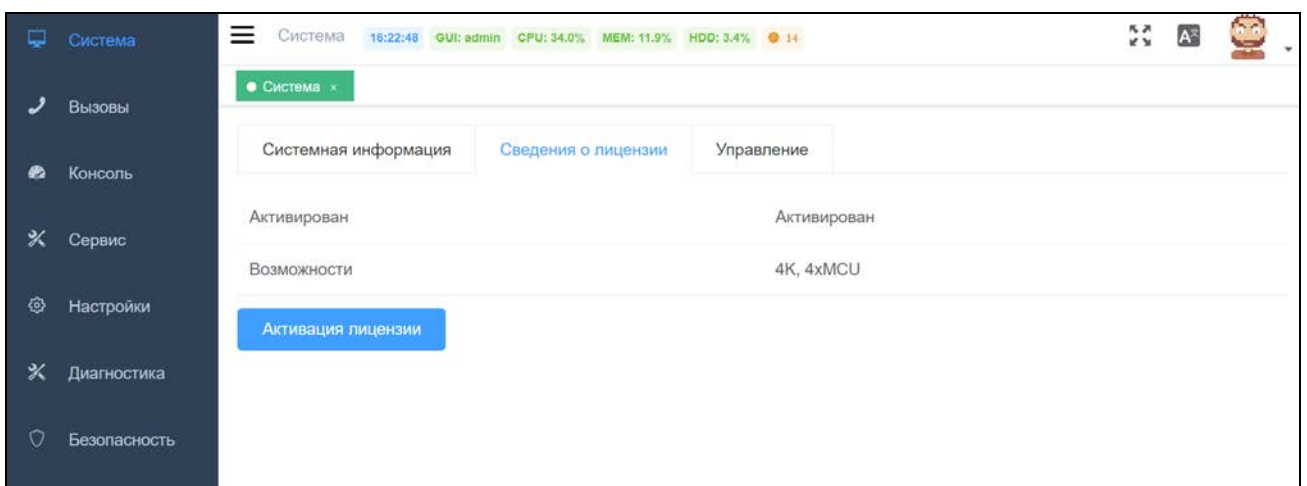 Система
Вызовы
Консоль
Сервис
Настройки
Диагностика
Безопасность
Система 16:22:48 GUI: admin CPU: 34.0% MEM: 11.9% HDD: 3.4% 14
Система ×
Системная информация Сведения о лицензии Управление
Активирован Активирован
Возможности 4K, 4xMCU
Активация лицензии